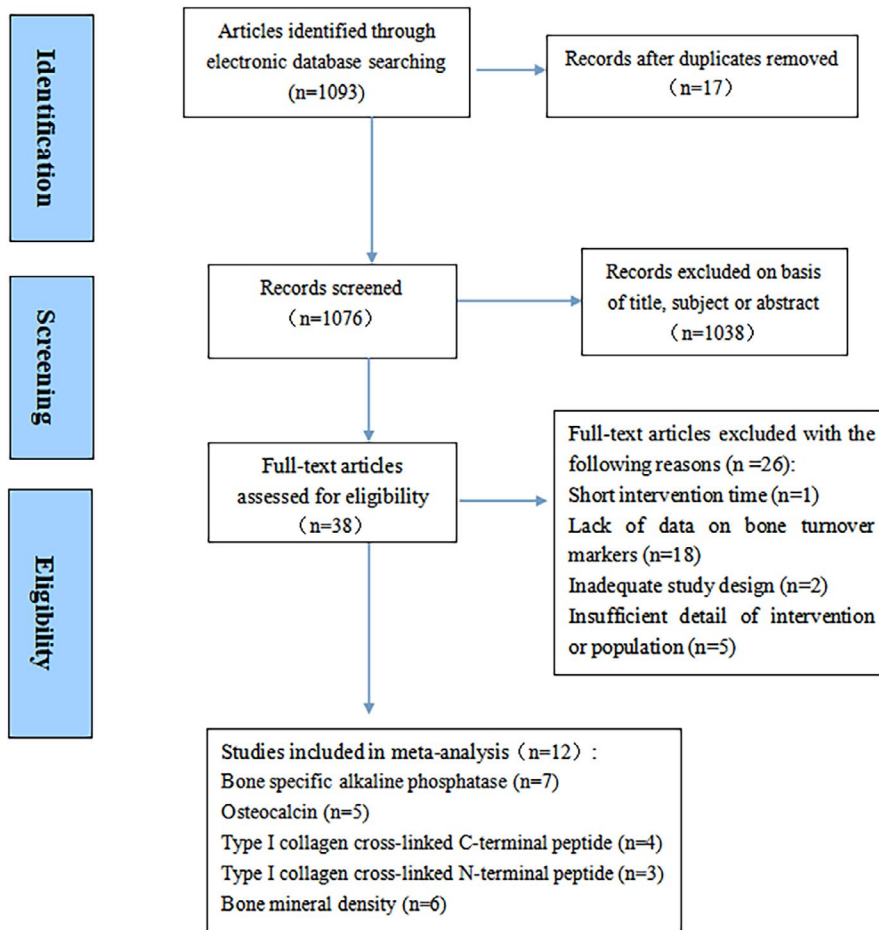 Identification
Articles identified through
electronic database searching
(n=1093)
Records after duplicates removed
（n=17）
Screening
Records screened
（n=1076）
Records excluded on basis
of title, subject or abstract
（n=1038）
Full-text articles
assessed for eligibility
（n=38）
Full-text articles excluded with the
following reasons (n =26):
Short intervention time (n=1)
Lack of data on bone turnover
markers (n=18)
Inadequate study design (n=2)
Insufficient detail of intervention
or population (n=5)
Eligibility
Studies included in meta-analysis（n=12）:
Bone specific alkaline phosphatase (n=7)
Osteocalcin (n=5)
Type I collagen cross-linked C-terminal peptide (n=4)
Type I collagen cross-linked N-terminal peptide (n=3)
Bone mineral density (n=6)